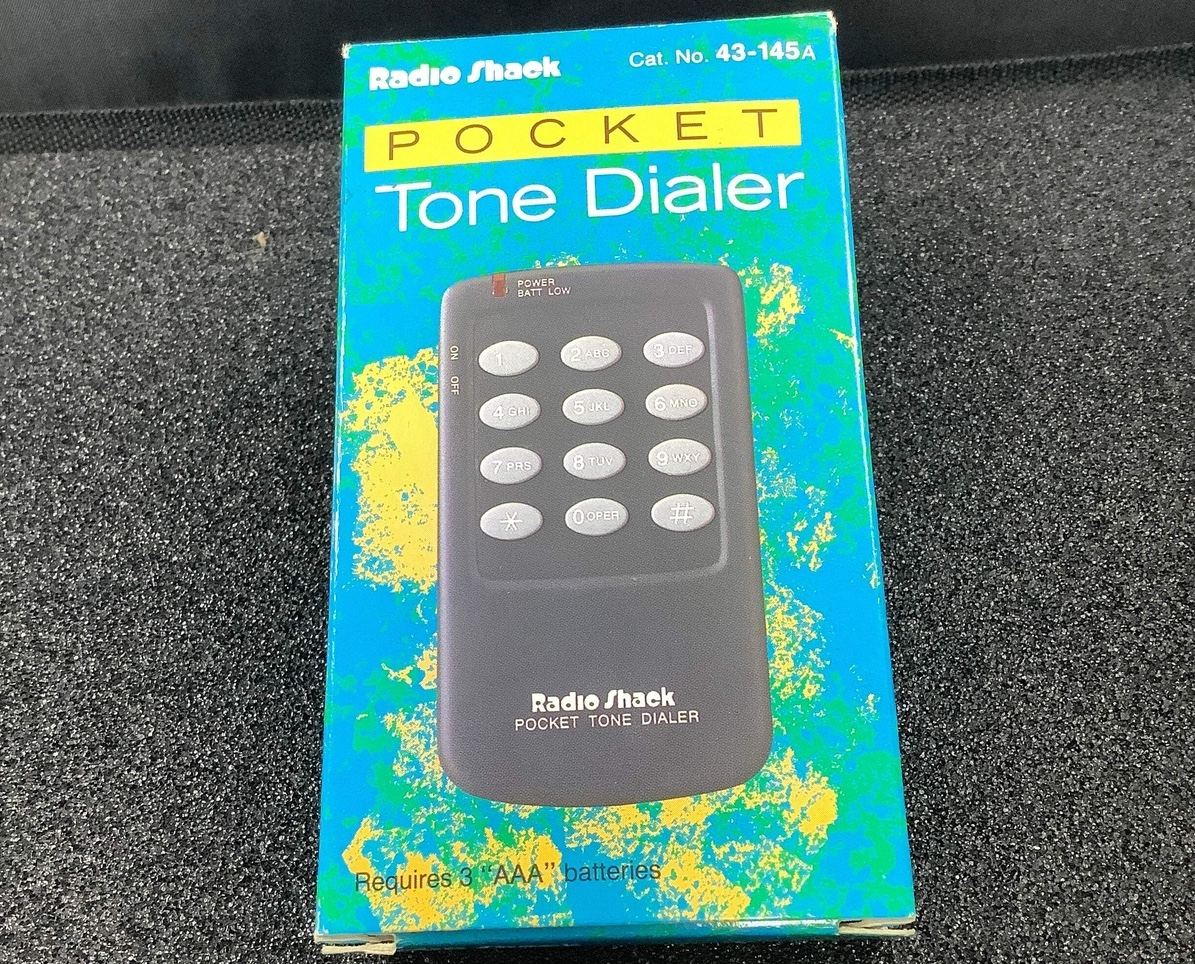 Radio Shack
Cat. No. 43-145A
POCKET
Tone Dialer
POWER
BATT LOW
ON OFF
1 2 ABC 3 DEF
4 GHI 5 JKL 6 MNO
7 PRS 8 TUV 9 WXY
* 0 OPER #
Radio Shack
POCKET TONE DIALER
Requires 3 "AAA" batteries